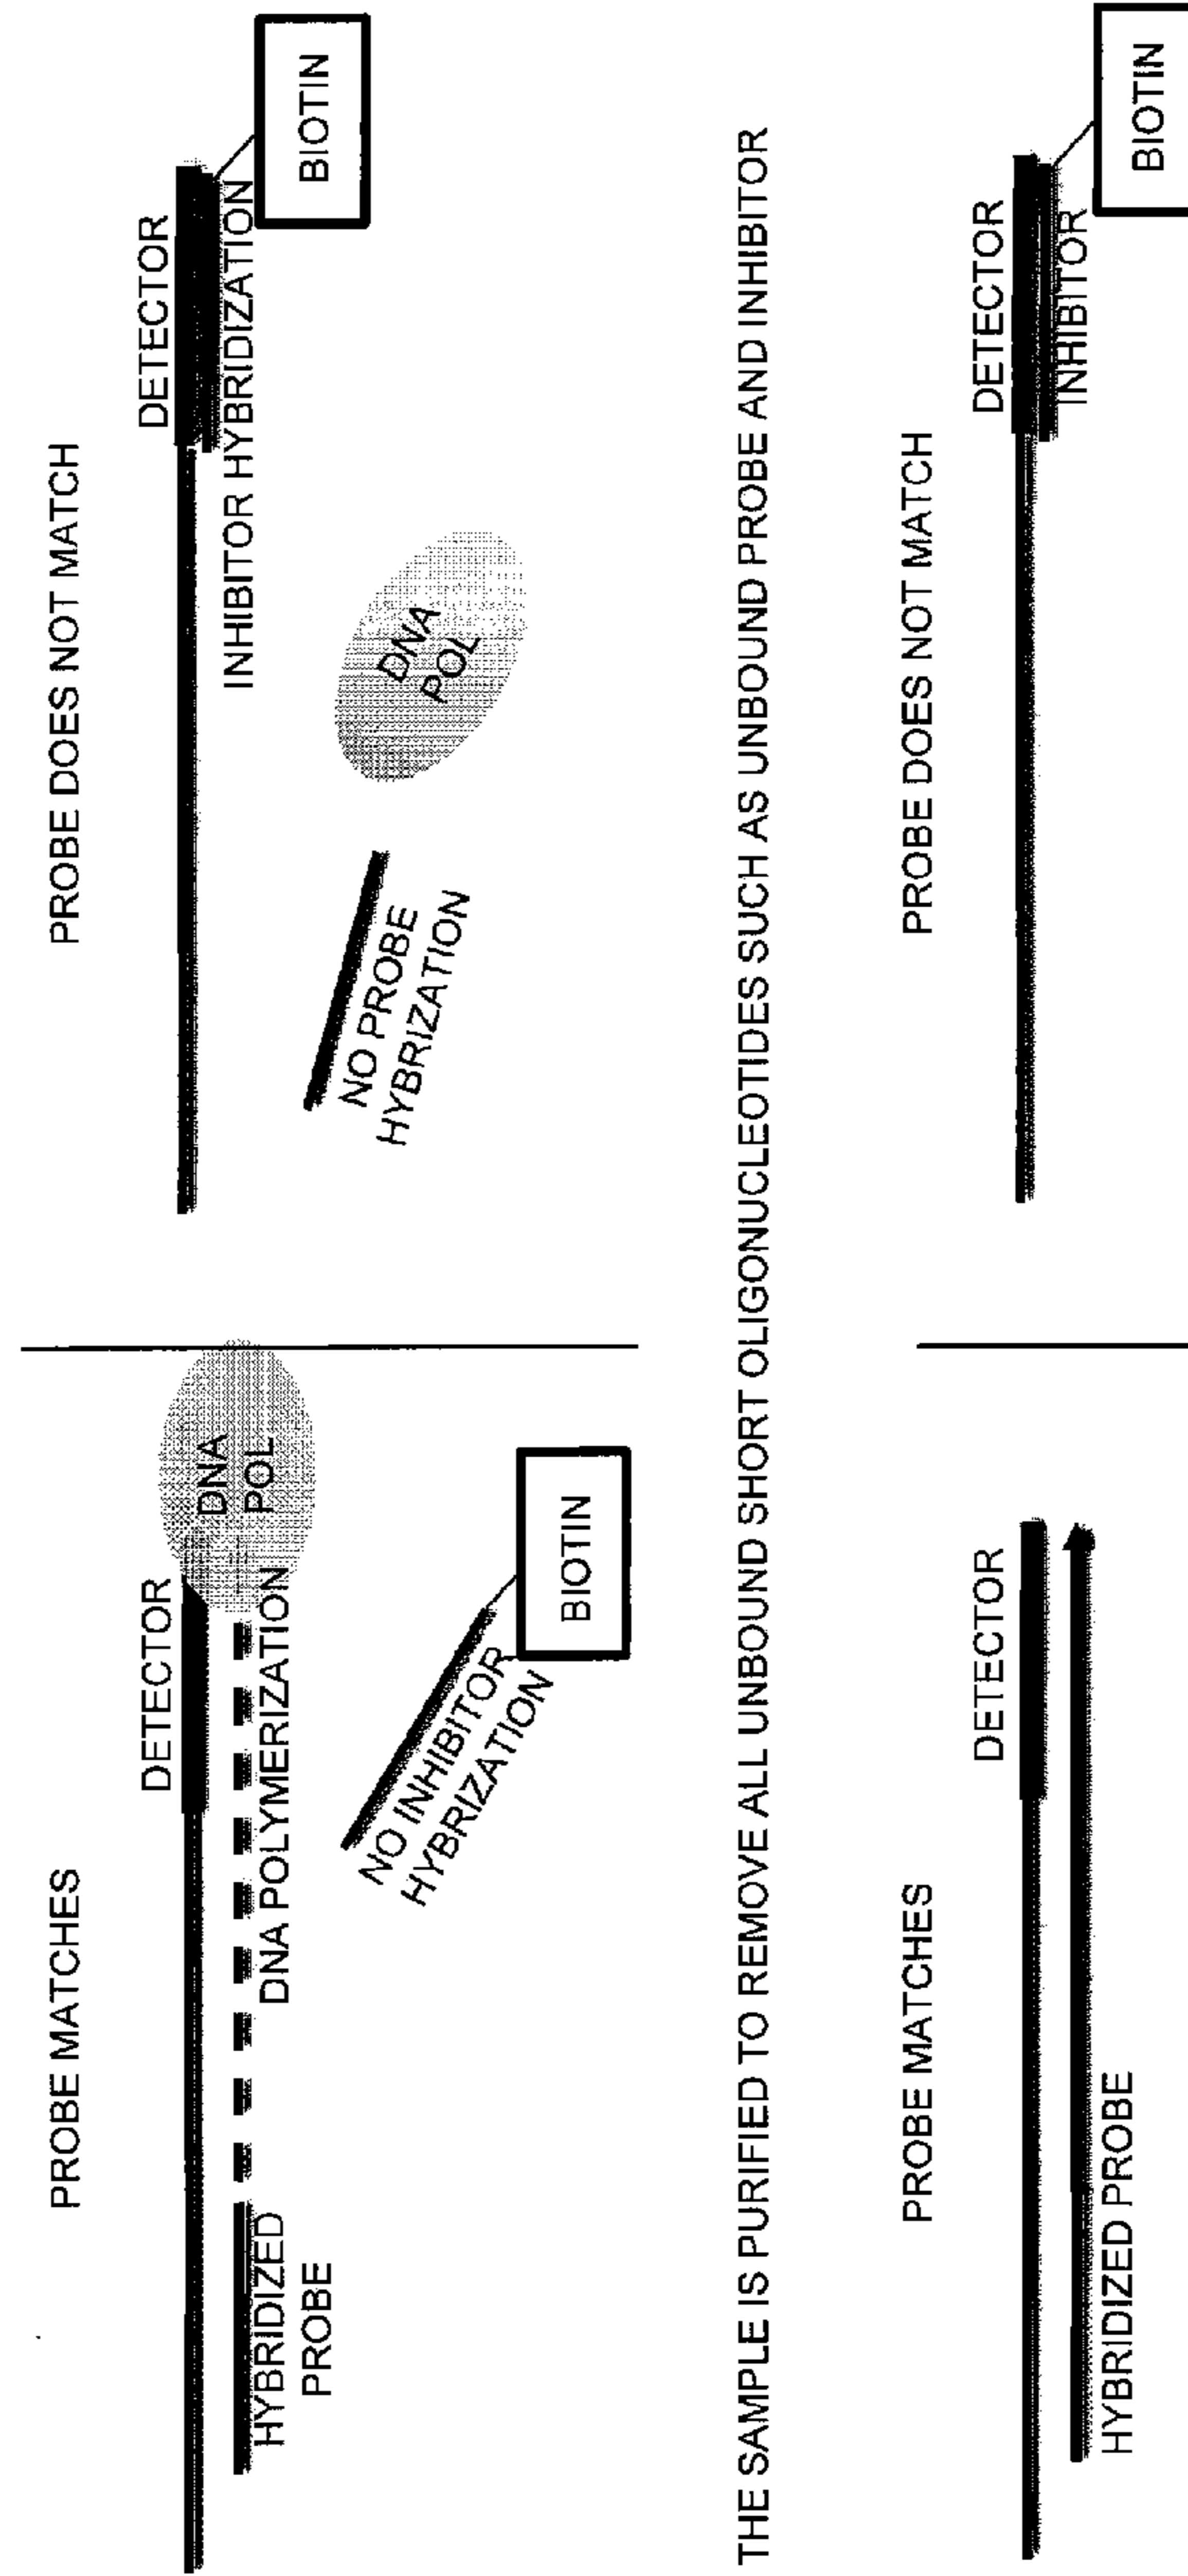 PROBE MATCHES
DETECTOR
DNA
POL
HYBRIDIZED
PROBE
DNA POLYMERIZATION
NO INHIBITOR
HYBRIZATION
BIOTIN
PROBE DOES NOT MATCH
DETECTOR
INHIBITOR HYBRIDIZATION
BIOTIN
NO PROBE
HYBRIZATION
DNA
POL
THE SAMPLE IS PURIFIED TO REMOVE ALL UNBOUND SHORT OLIGONUCLEOTIDES SUCH AS UNBOUND PROBE AND INHIBITOR
PROBE MATCHES
DETECTOR
HYBRIDIZED PROBE
PROBE DOES NOT MATCH
DETECTOR
INHIBITOR
BIOTIN